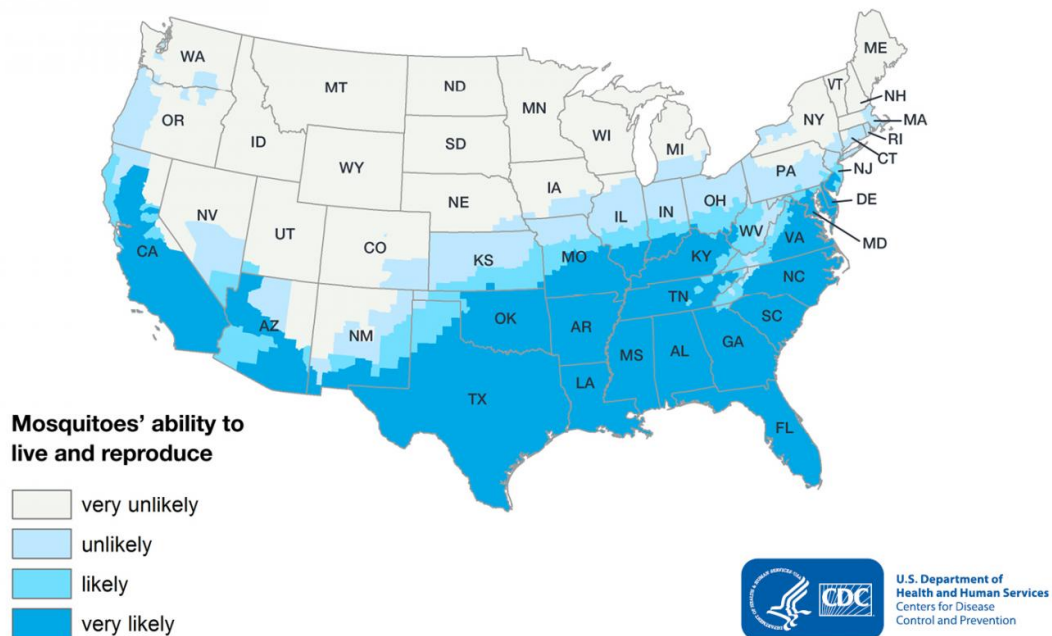 WA
ME
MT
ND
VT
MN
NH
OR
NY
MA
ID
SD
WI
MI
RI
WY
CT
PA
NJ
IA
NE
OH
DE
NV
IL
IN
UT
WV
CO
MD
CA
KS
MO
KY
VA
NC
TN
OK
AZ
AR
SC
NM
GA
MS
AL
LA
TX
FL
Mosquitoes’ ability to
live and reproduce
very unlikely
unlikely
likely
very likely
CDC
U.S. Department of
Health and Human Services
Centers for Disease
Control and Prevention